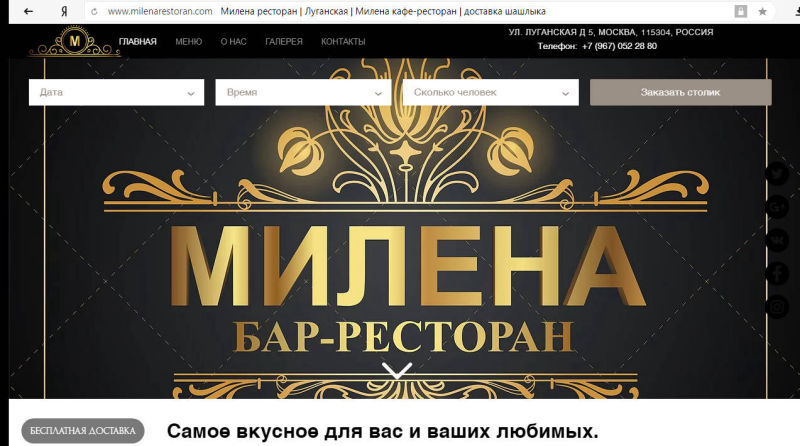 Я www.milenarestoran.com Милена ресторан | Луганская | Милена кафе-ресторан | доставка шашлыка
М ГЛАВНАЯ МЕНЮ О НАС ГАЛЕРЕЯ КОНТАКТЫ
УЛ. ЛУГАНСКАЯ Д 5, МОСКВА, 115304, РОССИЯ
Телефон: +7 (967) 052 28 80
Дата Время Сколько человек Заказать столик
МИЛЕНА
БАР-РЕСТОРАН
БЕСПЛАТНАЯ ДОСТАВКА Самое вкусное для вас и ваших любимых.